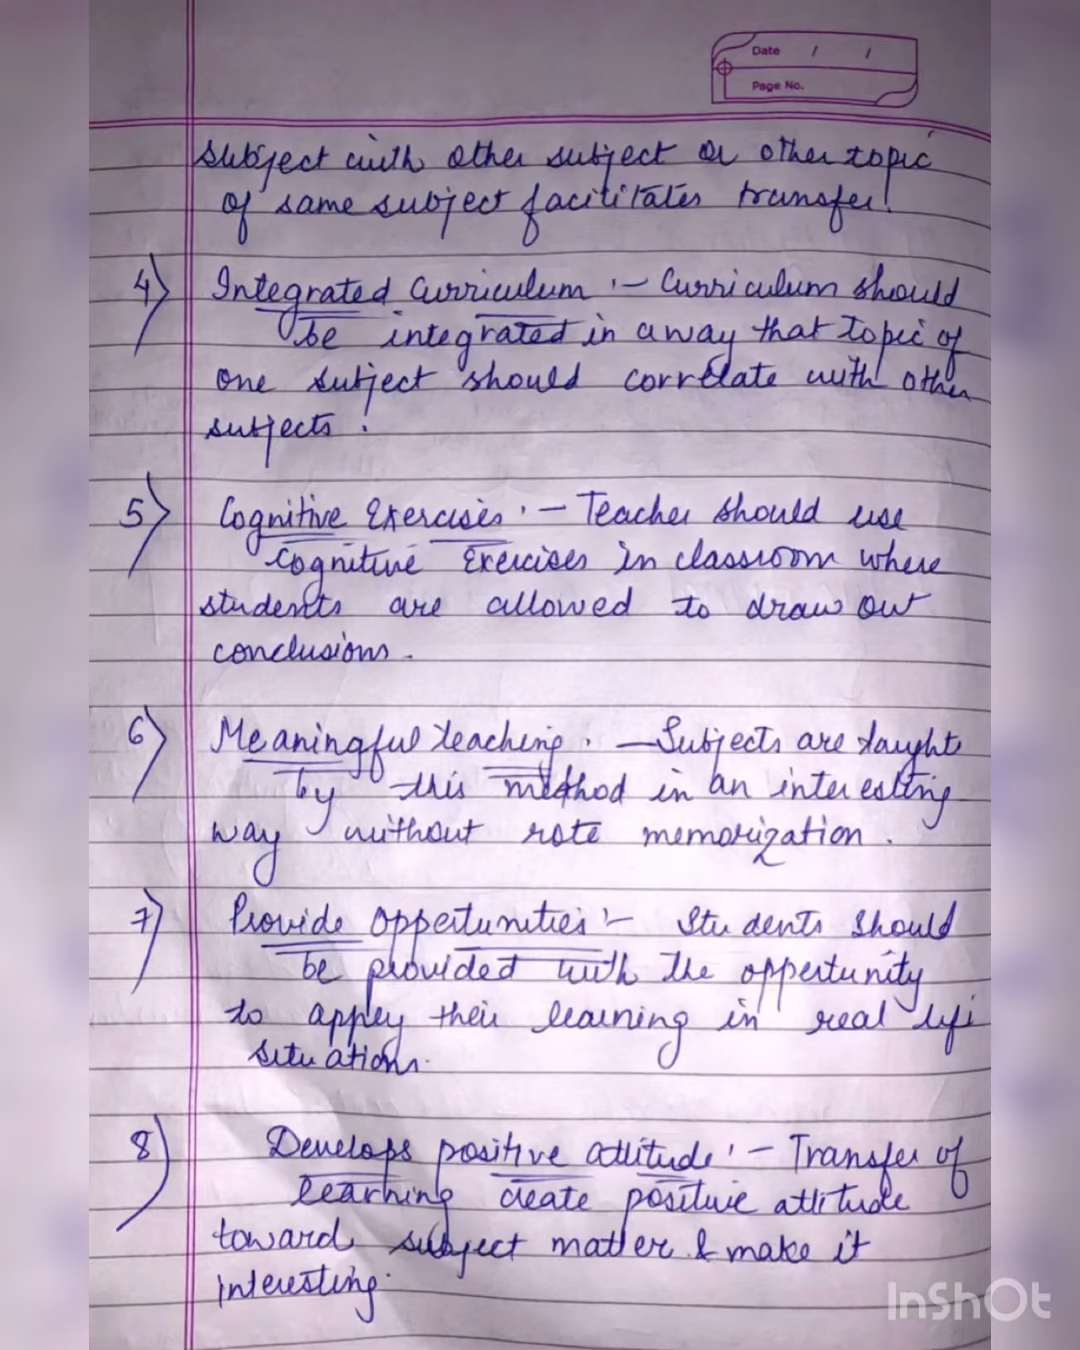 Date / /
Page No.
subject with other subject or other topic
of same subject facilitates transfer.
4) Integrated Curriculum :- Curriculum should
be integrated in a way that topic of
one subject should correlate with other
subjects.
5) Cognitive Exercises :- Teacher should use
cognitive Exercises in classroom where
students are allowed to draw out
conclusions.
6) Meaningful teaching. - Subjects are taught
by this method in an interesting
way without rote memorization.
7) Provide oppertunities :- Students should
be provided with the oppertunity
to appley their learning in real life
situations.
8) Develops positive attitude :- Transfer of
learning create positive attitude
toward subject matter & make it
interesting.
InShOt